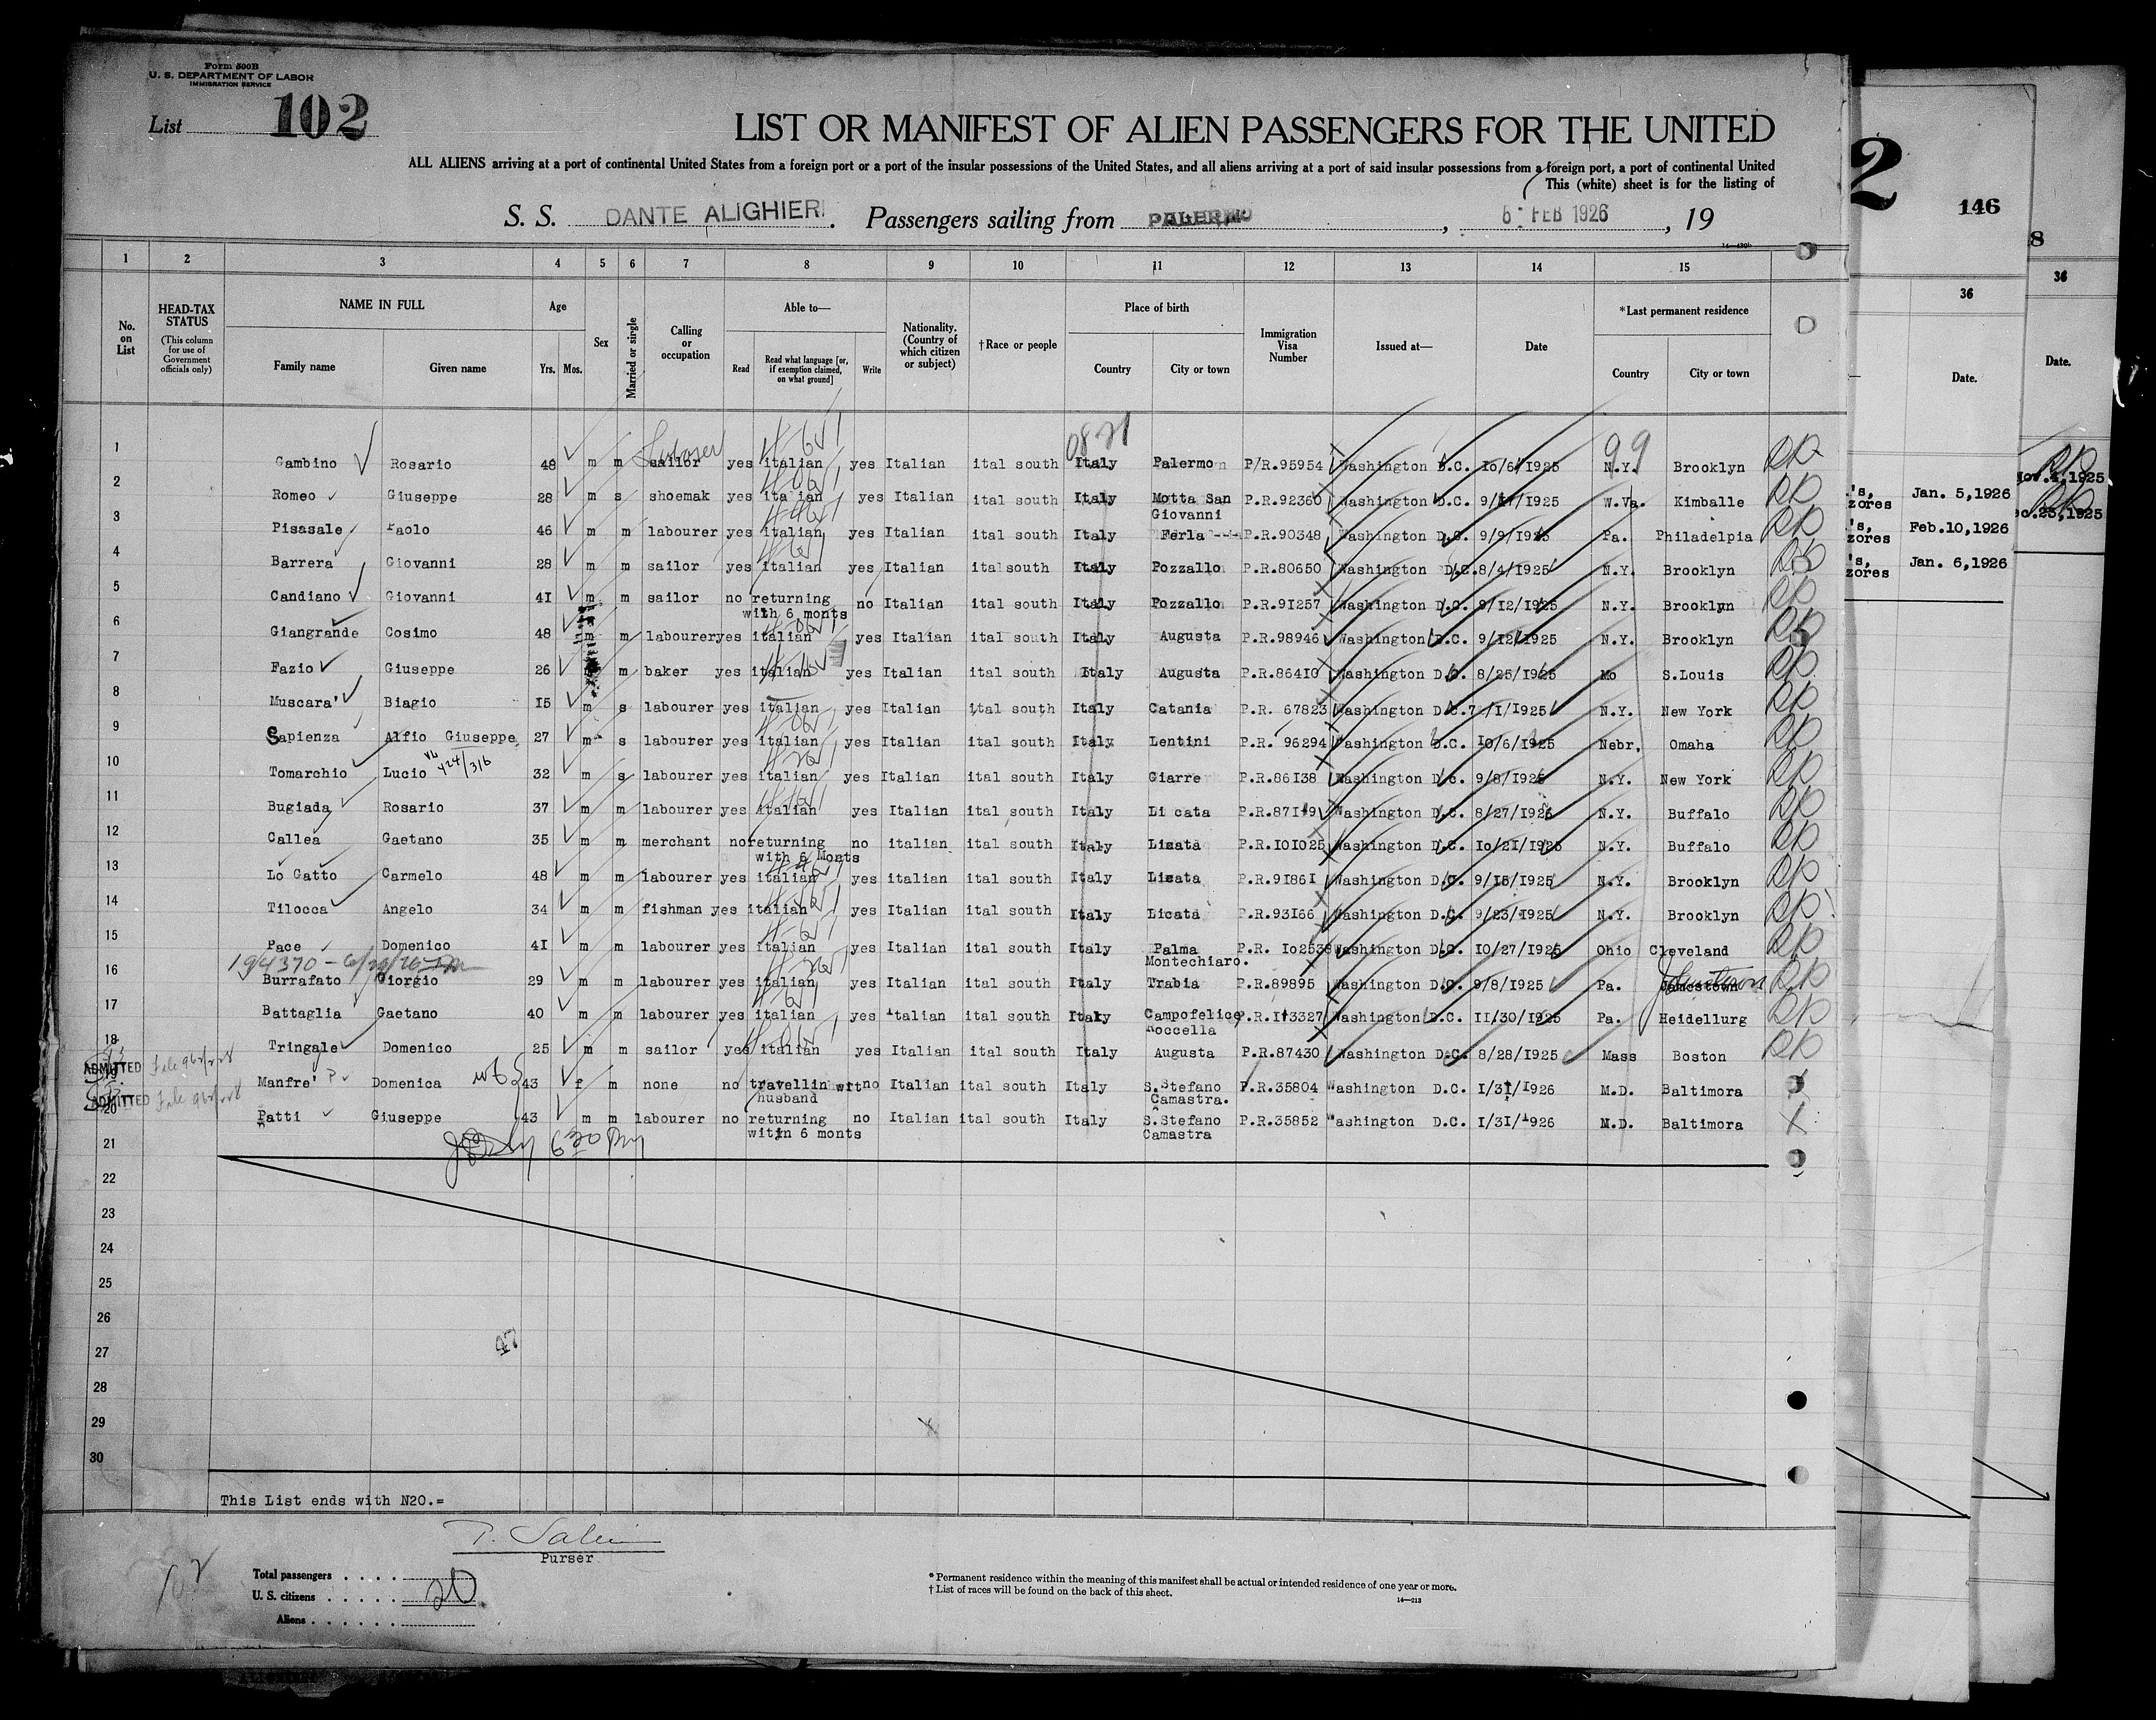 Form 500B
U. S. DEPARTMENT OF LABOR
IMMIGRATION SERVICE
List 102
LIST OR MANIFEST OF ALIEN PASSENGERS FOR THE UNITED
ALL ALIENS arriving at a port of continental United States from a foreign port or a port of the insular possessions of the United States, and all aliens arriving at a port of said insular possessions from a foreign port, a port of continental United
This (white) sheet is for the listing of
S. S. DANTE ALIGHIERI. Passengers sailing from PALERMO, 5 FEB 1926, 19
1 2 3 4 5 6 7 8 9 10 11 12 13 14 15
No. on List
HEAD-TAX STATUS
(This column for use of Government officials only)
NAME IN FULL
Family name Given name
Age
Yrs. Mos.
Sex
Married or single
Calling or occupation
Able to—
Read Read what language [or, if exemption claimed, on what ground] Write
Nationality. (Country of which citizen or subject)
†Race or people
Place of birth
Country City or town
Immigration Visa Number
Issued at—
Date
*Last permanent residence
Country City or town
0821 99
1 Gambino Rosario 48 m m sailor Laborer yes italian yes Italian ital south Italy Palermo P/R.95954 Washington D.C. 10/6/1925 N.Y. Brooklyn
2 Romeo Giuseppe 28 m s shoemak yes italian yes Italian ital south Italy Motta San Giovanni P.R.92360 Washington D.C. 9/17/1925 W.Va. Kimballe
3 Pisasale Paolo 46 m m labourer yes italian yes Italian ital south Italy Ferla --- P.R.90348 Washington D.C. 9/9/1925 Pa. Philadelpia
4 Barrera Giovanni 28 m m sailor yes italian yes Italian ital south Italy Pozzallo P.R.80650 Washington D.C. 8/4/1925 N.Y. Brooklyn
5 Candiano Giovanni 41 m m sailor no returning with 6 monts no Italian ital south Italy Pozzallo P.R.91257 Washington D.C. 9/12/1925 N.Y. Brooklyn
6 Giangrande Cosimo 48 m m labourer yes italian yes Italian ital south Italy Augusta P.R.98946 Washington D.C. 9/12/1925 N.Y. Brooklyn
7 Fazio Giuseppe 26 m baker yes italian yes Italian ital south Italy Augusta P.R.86410 Washington D.C. 8/25/1925 Mo S.Louis
8 Muscara' Biagio 15 m s labourer yes italian yes Italian ital south Italy Catania P.R. 67823 Washington D.C. 7/1/1925 N.Y. New York
9 Sapienza Alfio Giuseppe 27 m s labourer yes italian yes Italian ital south Italy Lentini P.R. 96294 Washington D.C. 10/6/1925 Nebr. Omaha
10 Tomarchio Lucio 424/316 32 m s labourer yes italian yes Italian ital south Italy Giarre P.R.86138 Washington D.C. 9/8/1925 N.Y. New York
11 Bugiada Rosario 37 m m labourer yes italian yes Italian ital south Italy Li cata Washington D.C. 8/27/1925 N.Y. Buffalo
12 Callea Gaetano 35 m m merchant no returning with 6 Monts no italian ital south Italy Licata P.R.101025 Washington D.C. 10/21/1925 N.Y. Buffalo
13 Lo Gatto Carmelo 48 m m labourer yes italian yes italian ital south Italy Licata P.R.91861 Washington D.C. 9/15/1925 N.Y. Brooklyn
14 Tilocca Angelo 34 m m fishman yes italian yes Italian ital south Italy Licata P.R.93166 Washington D.C. 9/23/1925 N.Y. Brooklyn
15 Pace Domenico 41 m m labourer yes italian yes Italian ital south Italy Palma Montechiaro. P.R. 102538 Washington D.C. 10/27/1925 Ohio Cleveland
16 Burrafato Giorgio 29 m m labourer yes italian yes Italian ital south Italy Trabia P.R.89895 Washington D.C. 9/8/1925 Pa. Johnstown
17 Battaglia Gaetano 40 m m labourer yes italian yes Italian ital south Italy Campofelice Roccella P.R.113327 Washington D.C. 11/30/1925 Pa. Heidellurg
18 Tringale Domenico 25 m m sailor yes italian yes Italian ital south Italy Augusta P.R.87430 Washington D.C. 8/28/1925 Mass Boston
ADMITTED
19 Manfre' Domenica 43 f m none no travellin wit husband no Italian ital south Italy S.Stefano Camastra. P.R.35804 Washington D.C. 1/31/1926 M.D. Baltimora
ADMITTED
20 Patti Giuseppe 43 m m labourer no returning witin 6 monts no Italian ital south Italy S.Stefano Camastra P.R.35852 Washington D.C. 1/31/1926 M.D. Baltimora
21
22
23
24
25
26
27
28
29
30
47
This List ends with N20.=
Purser
102
Total passengers . . . .
U. S. citizens . . . . . 20
Aliens . . . . . .
* Permanent residence within the meaning of this manifest shall be actual or intended residence of one year or more.
† List of races will be found on the back of this sheet.
14—213
2
146
36
Date.
's, zores Jan. 5,1926
's, zores Feb.10,1926
's, zores Jan. 6,1926
8
36
Date.
Nov.4,1925
ec.23,1925